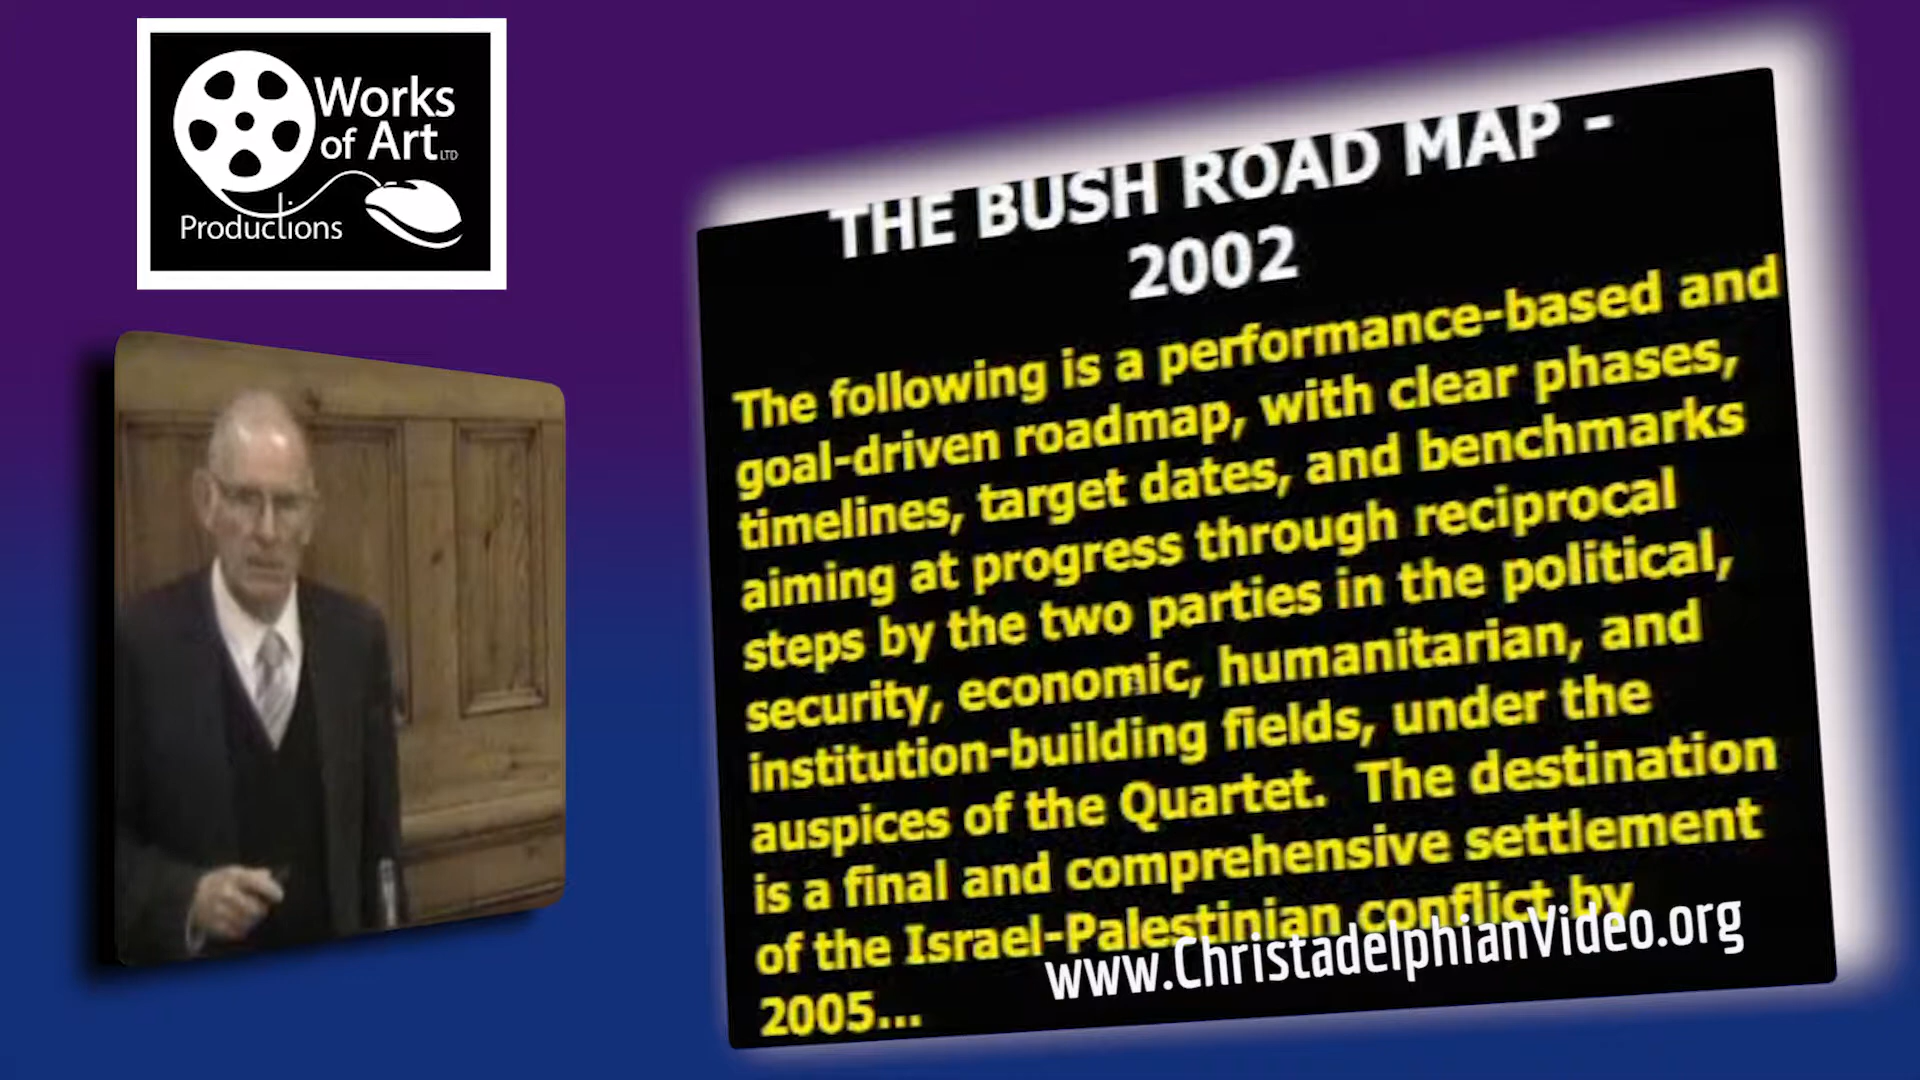 Works
of Art LTD
Productions
THE BUSH ROAD MAP -
2002
The following is a performance-based and
goal-driven roadmap, with clear phases,
timelines, target dates, and benchmarks
aiming at progress through reciprocal
steps by the two parties in the political,
security, economic, humanitarian, and
institution-building fields, under the
auspices of the Quartet. The destination
is a final and comprehensive settlement
of the Israel-Palestinian conflict by
2005...
www.ChristadelphianVideo.org